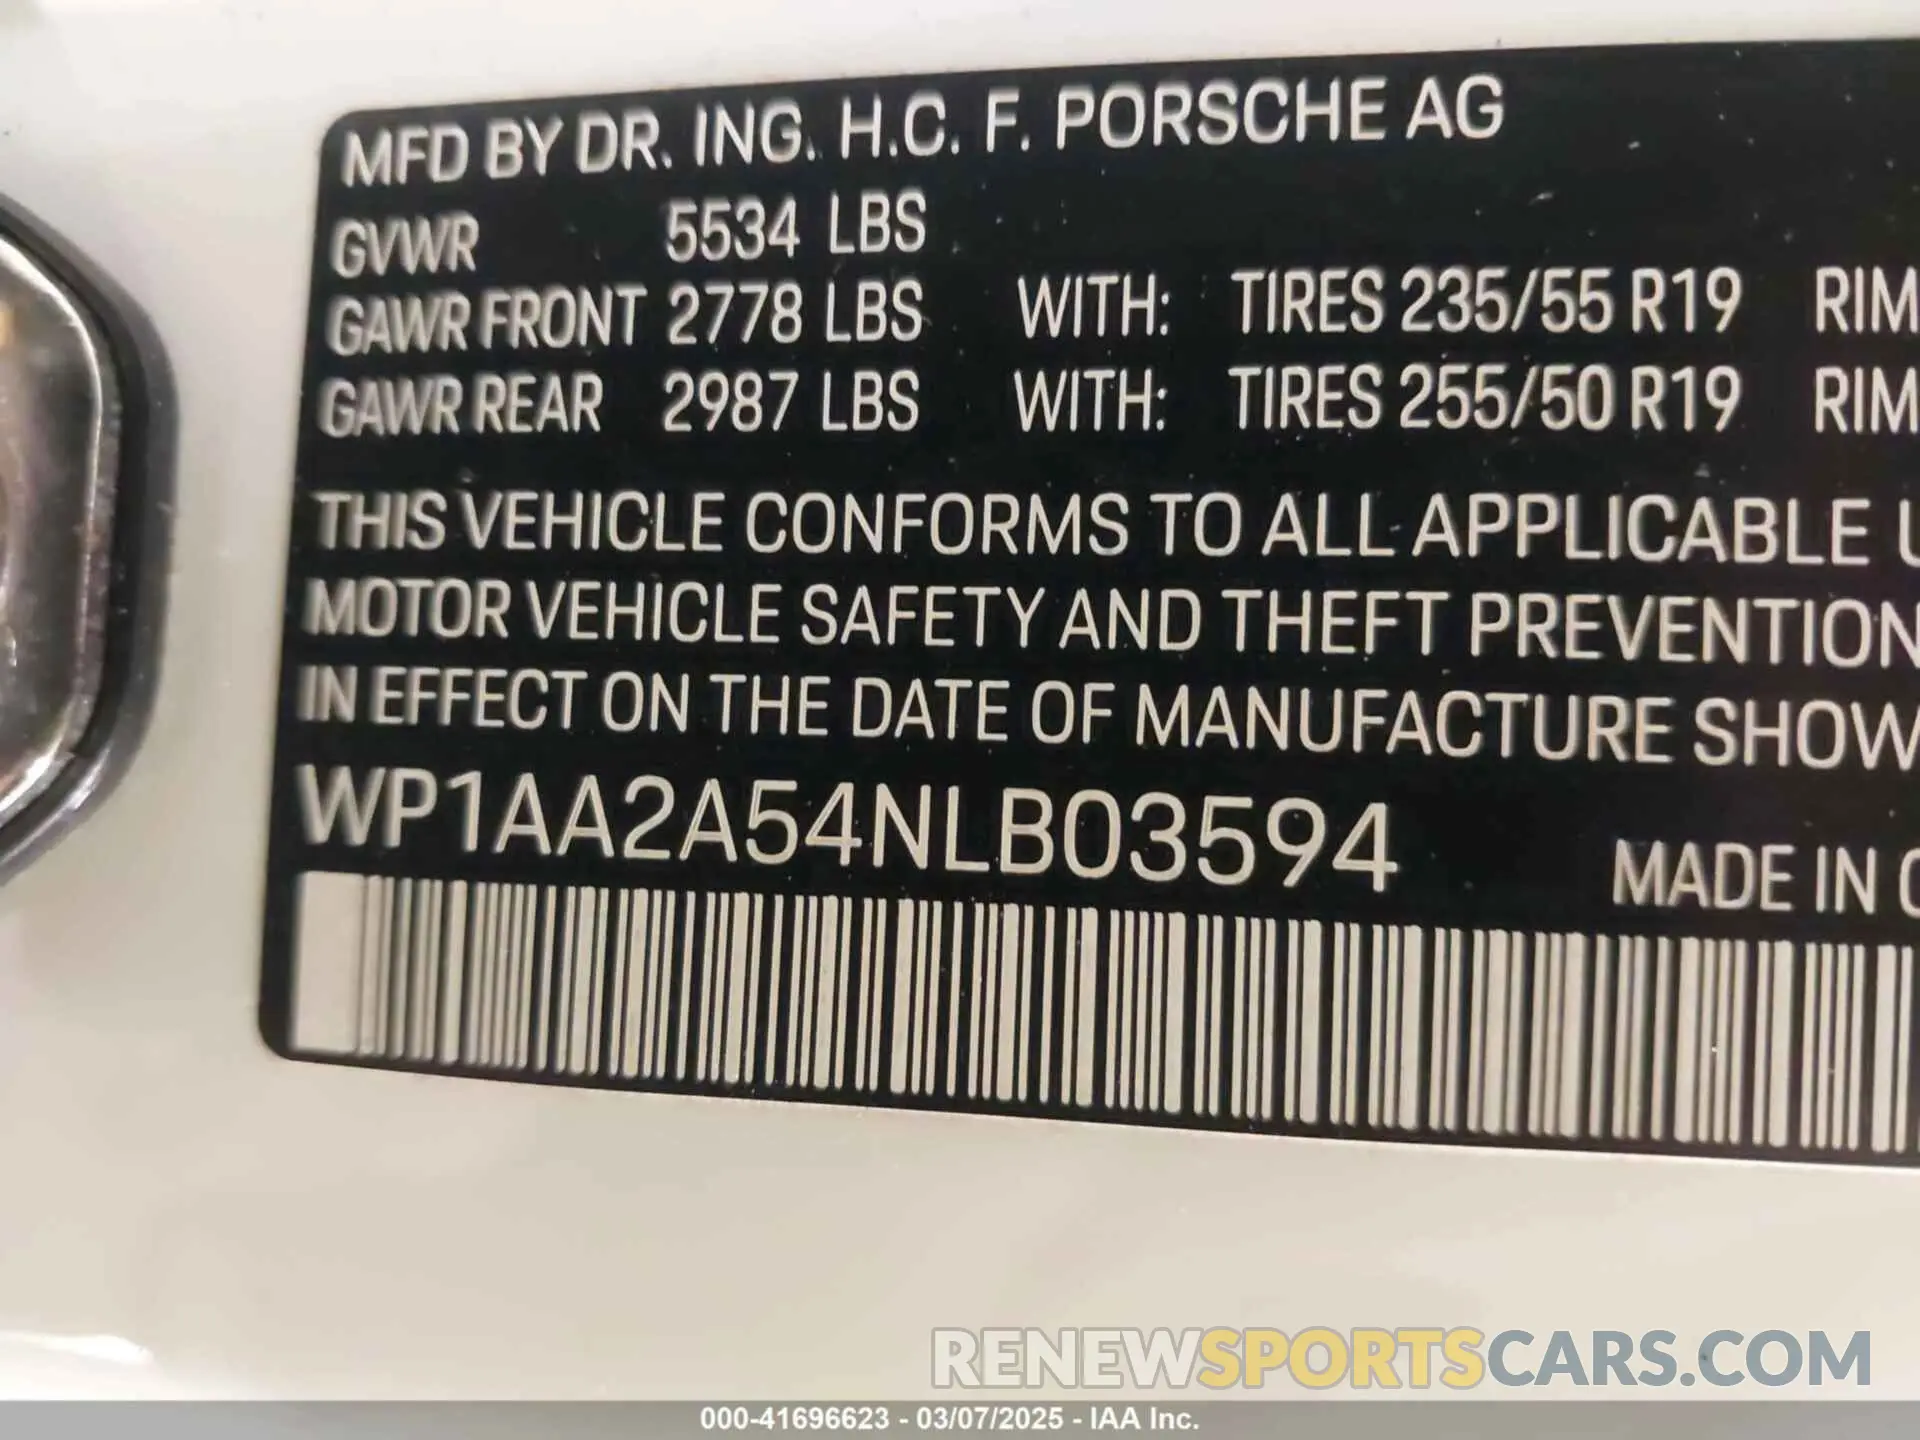 MFD BY DR. ING. H.C. F. PORSCHE AG
GVWR 5534 LBS
GAWR FRONT 2778 LBS WITH: TIRES 235/55 R19 RIM
GAWR REAR 2987 LBS WITH: TIRES 255/50 R19 RIM
THIS VEHICLE CONFORMS TO ALL APPLICABLE U
MOTOR VEHICLE SAFETY AND THEFT PREVENTION
IN EFFECT ON THE DATE OF MANUFACTURE SHOW
WP1AA2A54NLB03594
MADE IN
RENEWSPORTSCARS.COM
000-41696623 - 03/07/2025 - IAA Inc.